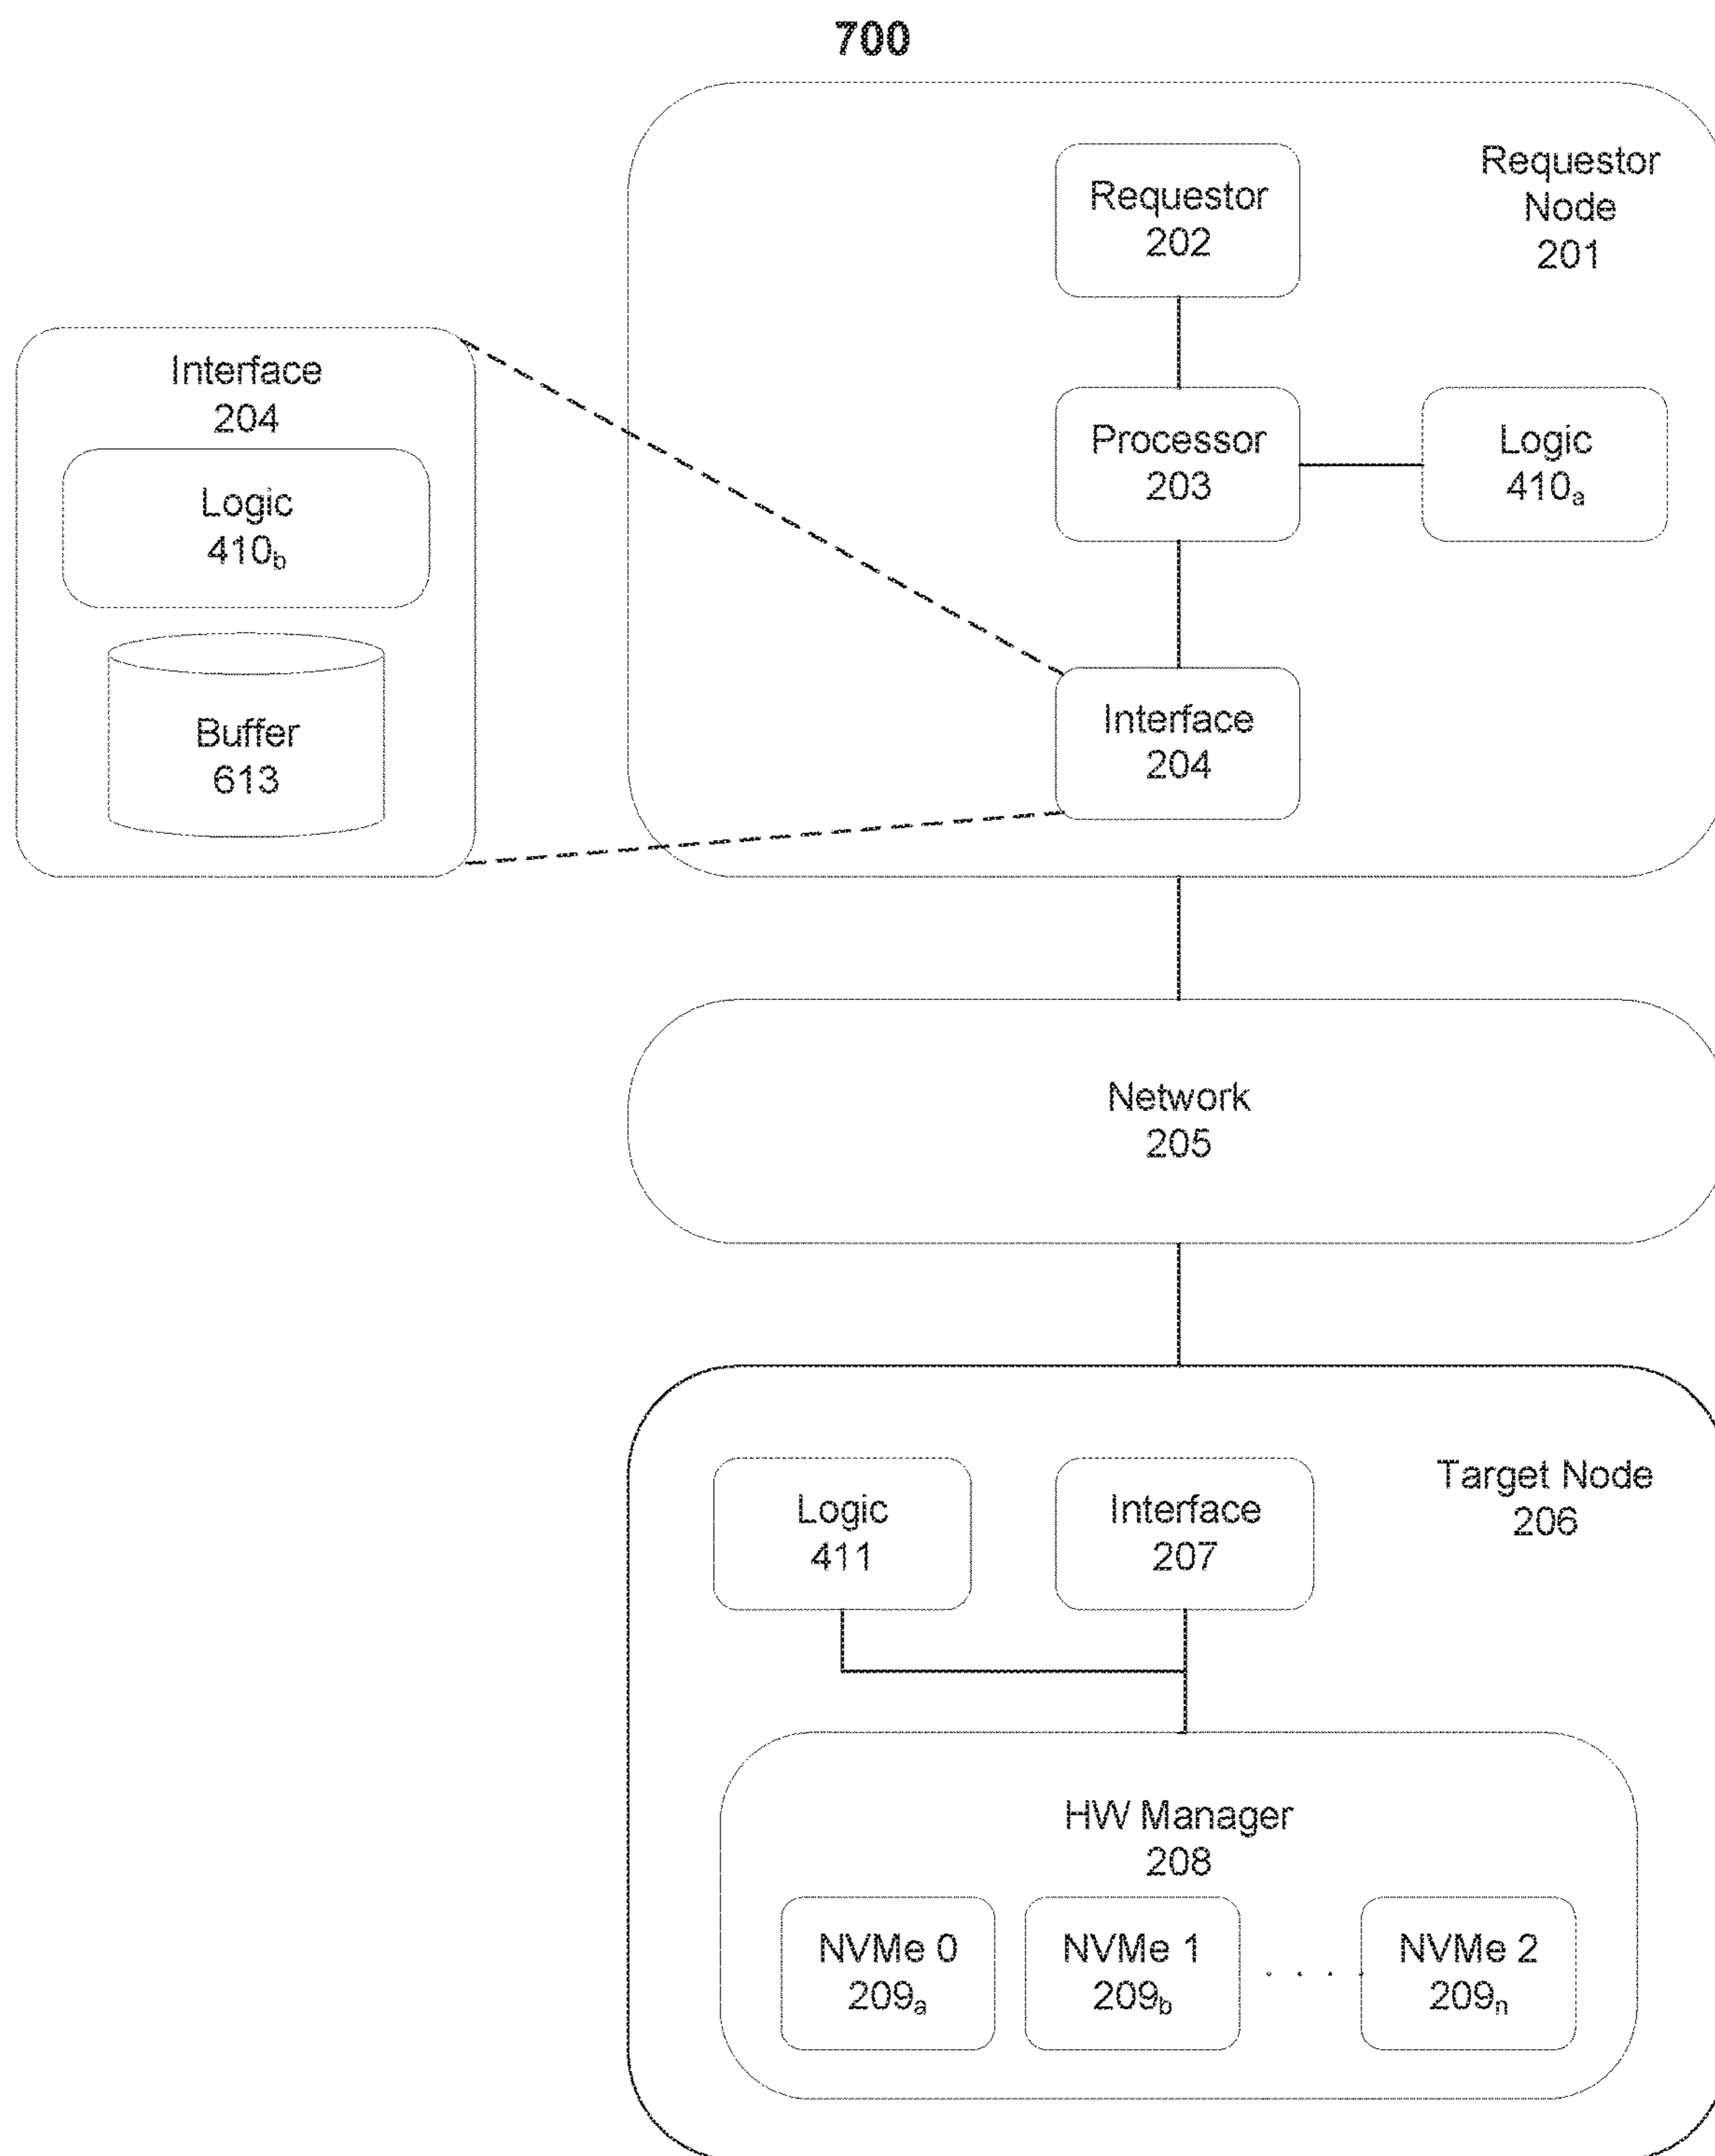 700
Requestor
202
Requestor
Node
201
Interface
204
Logic
410b
Buffer
613
Processor
203
Logic
410a
Interface
204
Network
205
Logic
411
Interface
207
Target Node
206
HW Manager
208
NVMe 0
209a
NVMe 1
209b
. . . .
NVMe 2
209n